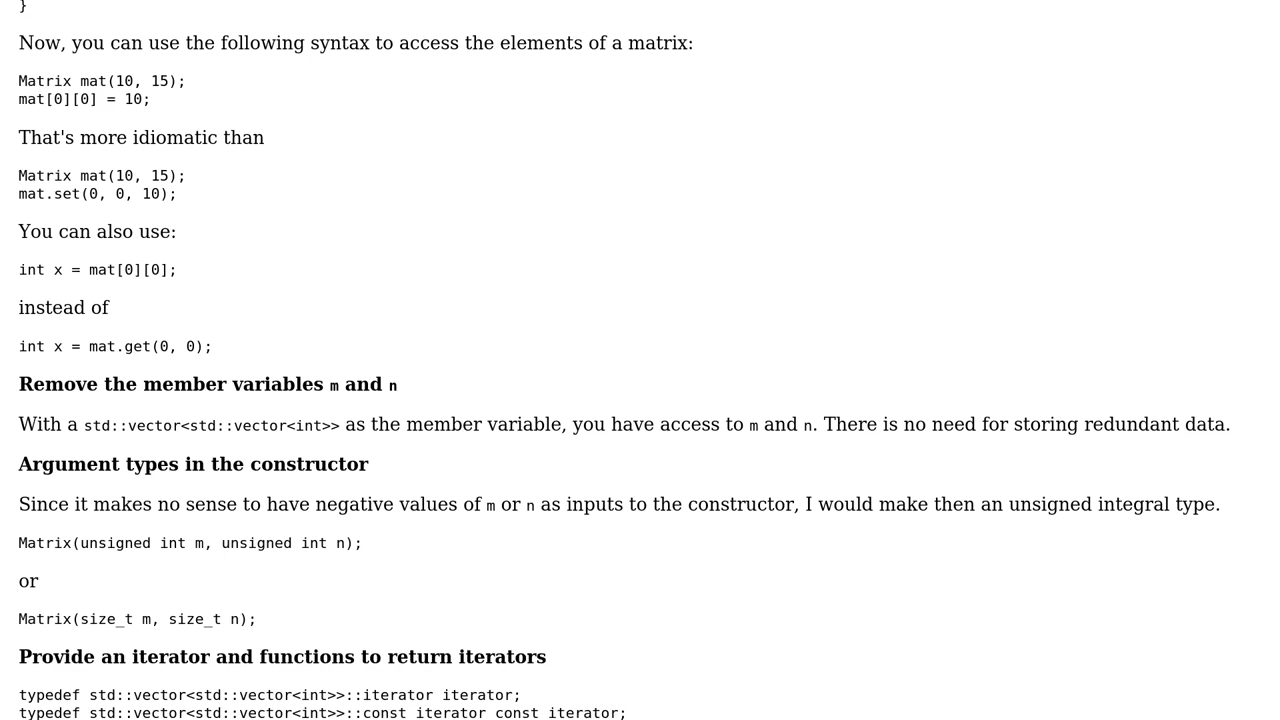 }
Now, you can use the following syntax to access the elements of a matrix:
Matrix mat(10, 15);
mat[0][0] = 10;
That's more idiomatic than
Matrix mat(10, 15);
mat.set(0, 0, 10);
You can also use:
int x = mat[0][0];
instead of
int x = mat.get(0, 0);
Remove the member variables m and n
With a std::vector<std::vector<int>> as the member variable, you have access to m and n. There is no need for storing redundant data.
Argument types in the constructor
Since it makes no sense to have negative values of m or n as inputs to the constructor, I would make then an unsigned integral type.
Matrix(unsigned int m, unsigned int n);
or
Matrix(size_t m, size_t n);
Provide an iterator and functions to return iterators
typedef std::vector<std::vector<int>>::iterator iterator;
typedef std::vector<std::vector<int>>::const_iterator const_iterator;